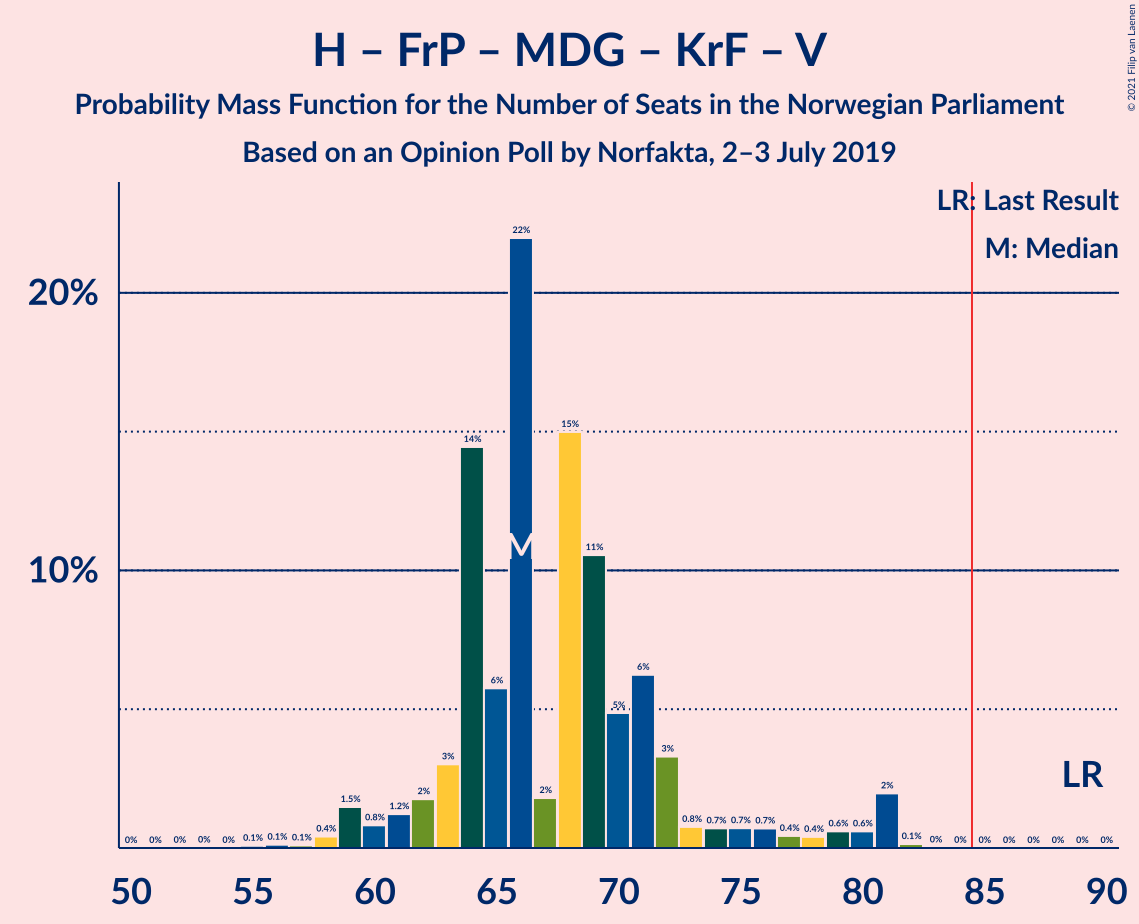 H – FrP – MDG – KrF – V
Probability Mass Function for the Number of Seats in the Norwegian Parliament
Based on an Opinion Poll by Norfakta, 2–3 July 2019
© 2021 Filip van Laenen
LR: Last Result
M: Median
20%
10%
0% 0% 0% 0% 0% 0.1% 0.1% 0.1% 0.4% 1.5% 0.8% 1.2% 2% 3% 14% 6% 22% 2% 15% 11% 5% 6% 3% 0.8% 0.7% 0.7% 0.7% 0.4% 0.4% 0.6% 0.6% 2% 0.1% 0% 0% 0% 0% 0% 0% 0% 0%
M
LR
50 55 60 65 70 75 80 85 90